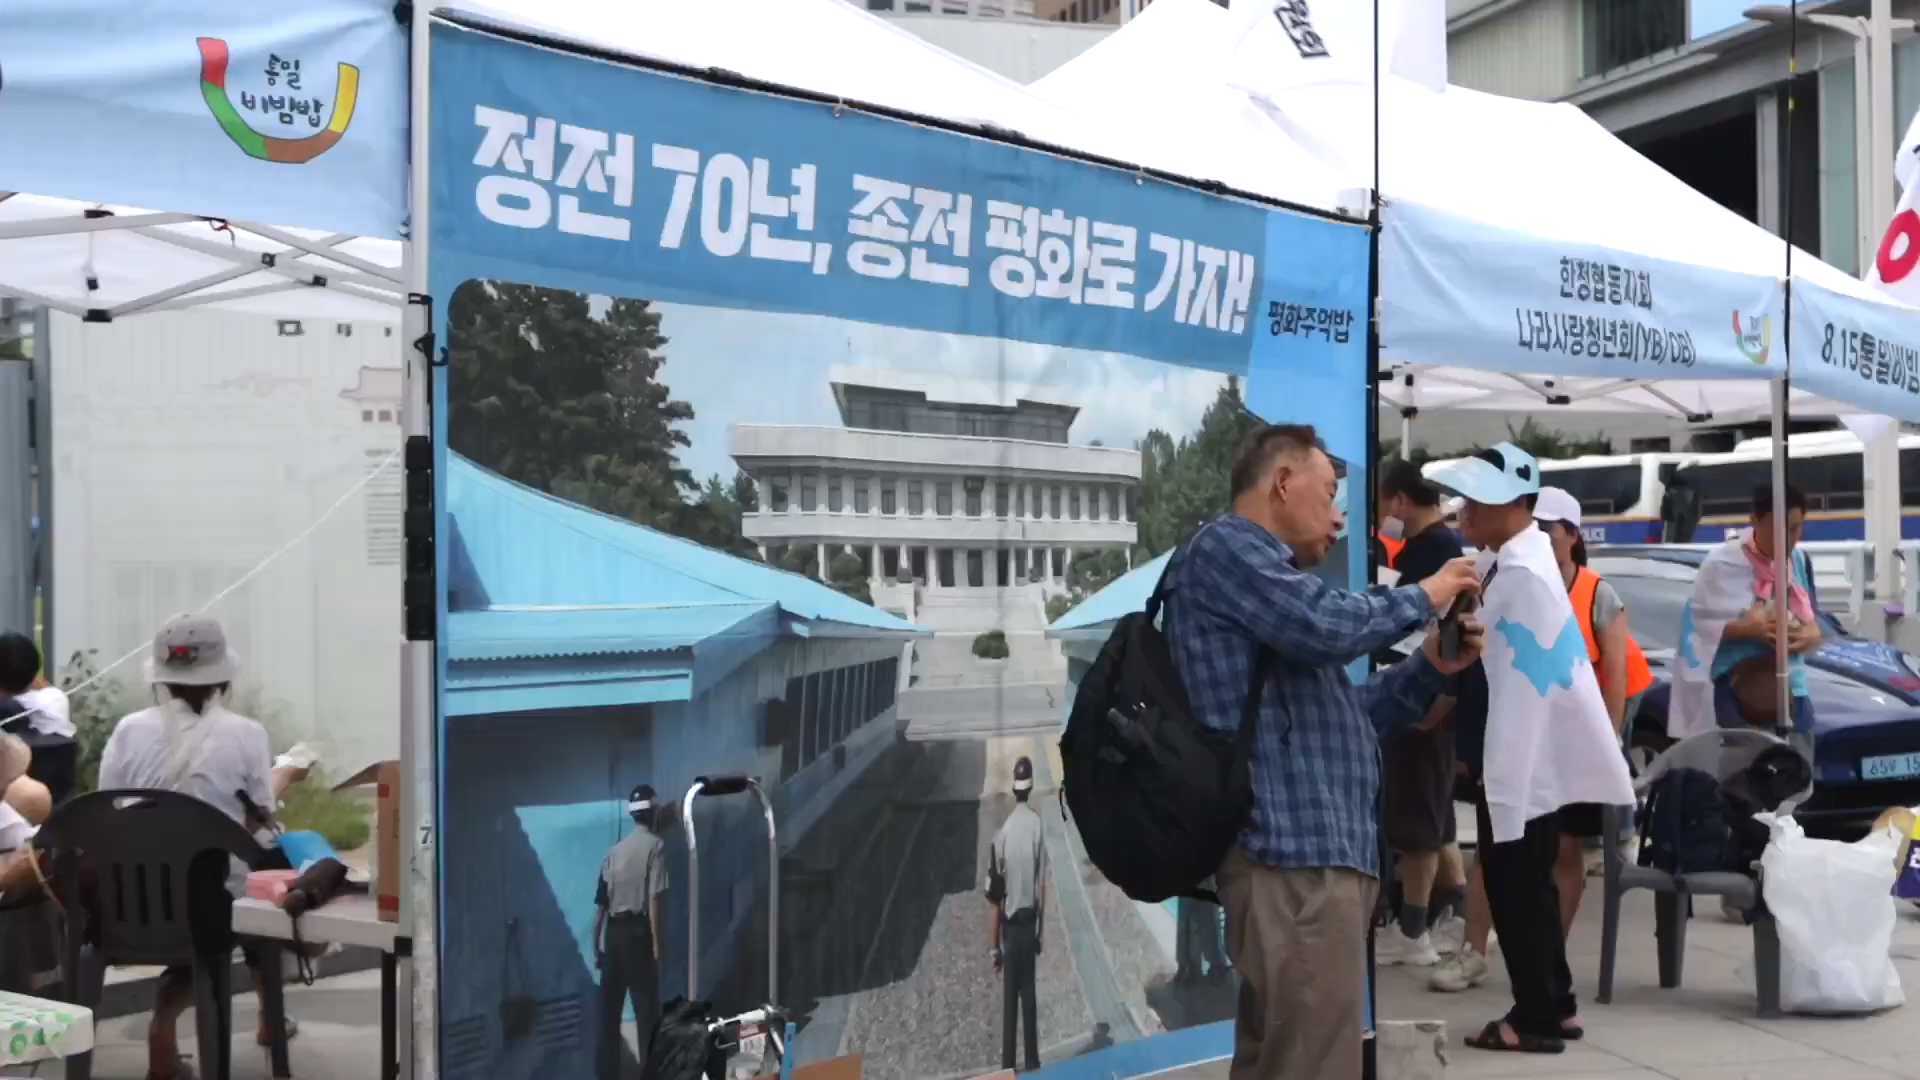 통일
비빔밥
정전 70년, 종전 평화로 가자!
평화주먹밥
한청협동지회
나라사랑청년회(YB/OB)
8.15통일비빔
POLICE
7